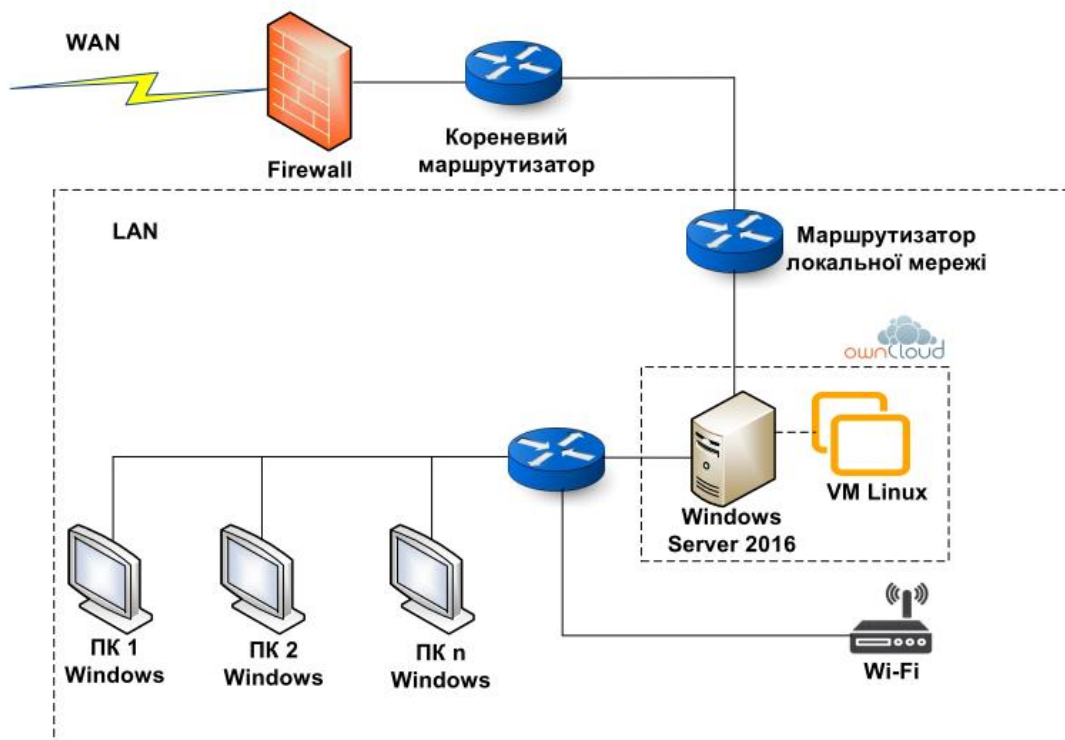 WAN
Firewall
Кореневий
маршрутизатор
LAN
Маршрутизатор
локальної мережі
ownCloud
VM Linux
Windows
Server 2016
ПК 1
Windows
ПК 2
Windows
ПК n
Windows
Wi-Fi